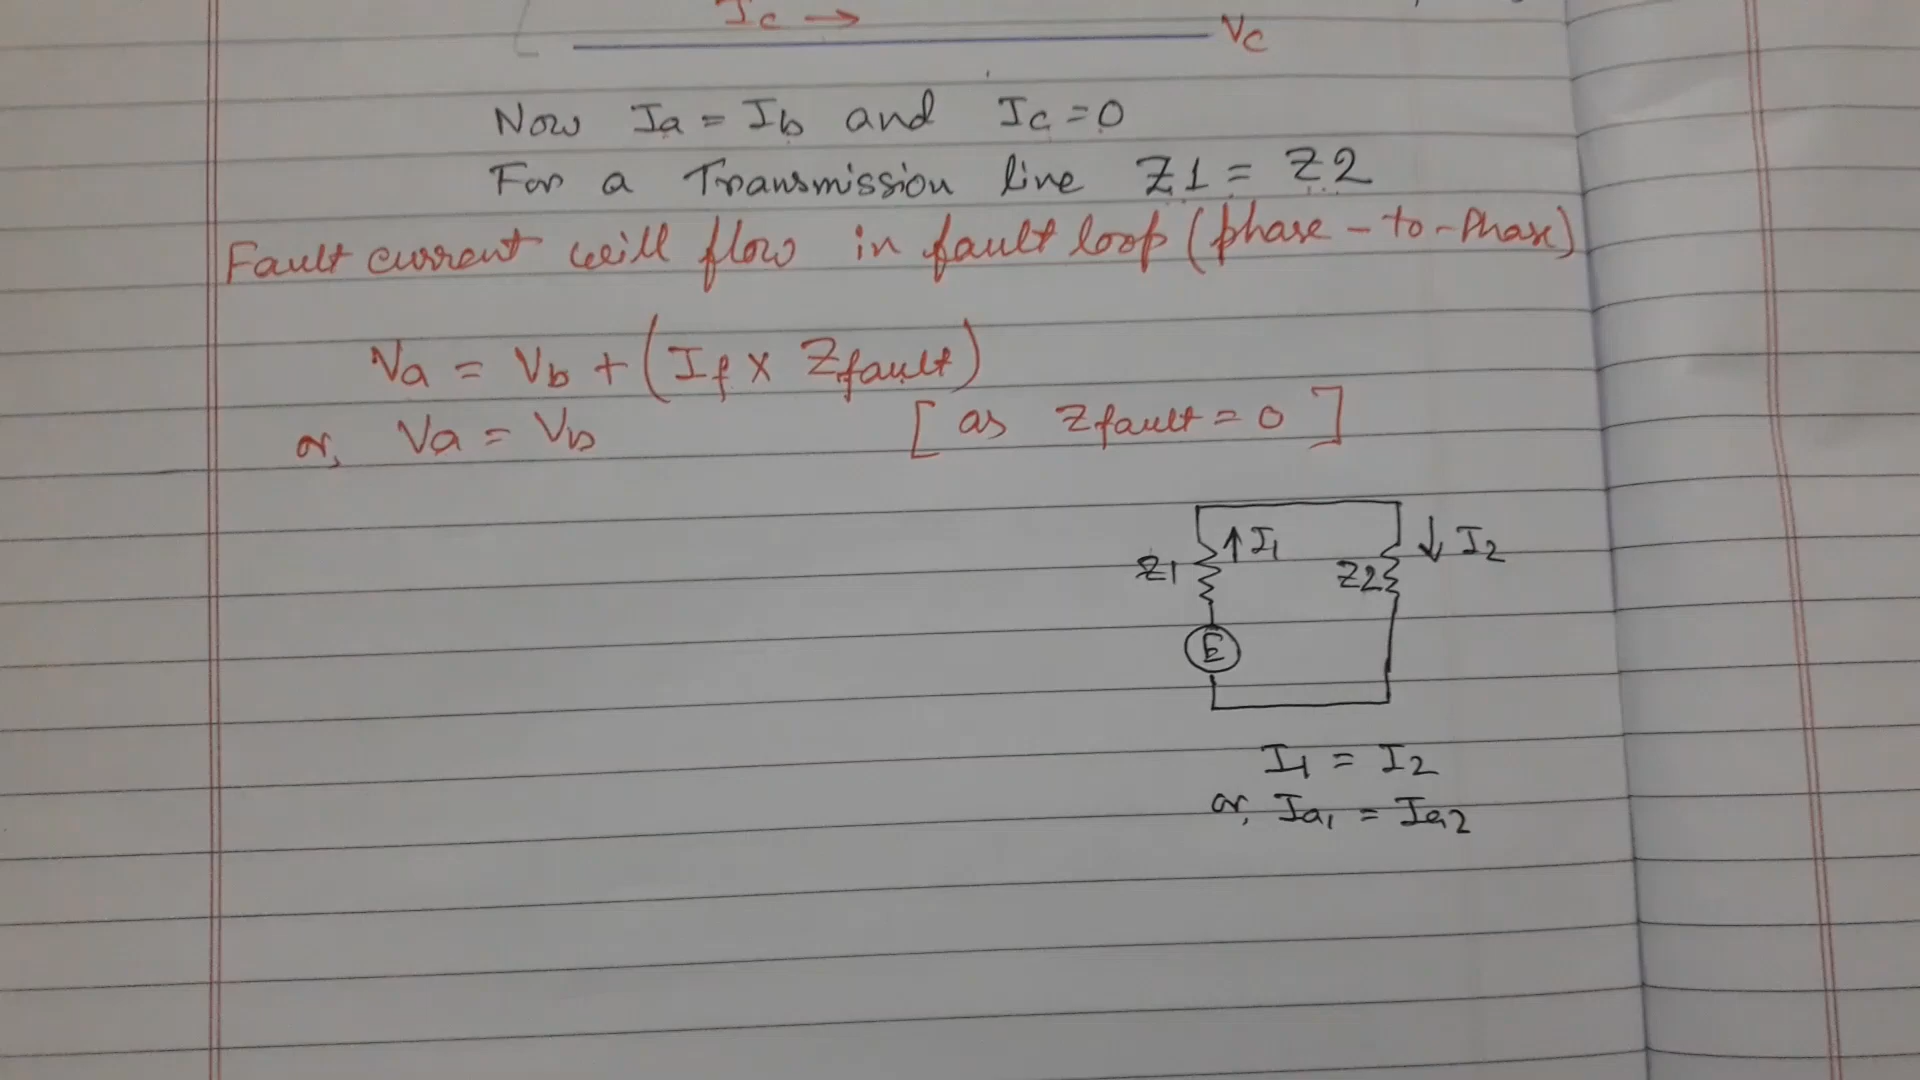 Ic →
Vc
Now Ia = Ib and Ic = 0
For a Transmission line Z1 = Z2
Fault current will flow in fault loop (Phase - to - Phase)
Va = Vb + (If x Zfault)
or, Va = Vb [as Zfault = 0]
Z1 ↑I1 Z2 ↓ I2
E
I1 = I2
or, Ia1 = Ia2